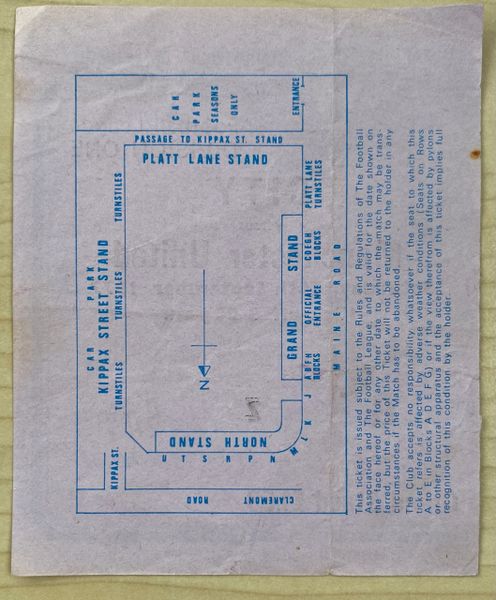 CAR
PARK
SEASONS
ONLY
ENTRANCE
PASSAGE TO KIPPAX ST. STAND
PLATT LANE STAND
TURNSTILES
PLATT LANE
TURNSTILES
CAR PARK
KIPPAX STREET STAND
TURNSTILES
TURNSTILES
GRAND STAND
CDEGH
BLOCKS
OFFICIAL
ENTRANCE
BLOCKS
MAINE ROAD
N
NORTH STAND
U T S R P N M L K J
KIPPAX ST.
CLAREMONT
ROAD
This ticket is issued subject to the Rules and Regulations of The Football
Association and The Football League, and is valid for the date shown on
the face hereof or for any other date to which the match may be trans-
ferred, but the price of this ticket will not be returned to the holder in any
circumstances if the Match has to be abandoned.
The Club accepts no responsibility whatsoever if the seat to which this
ticket refers is affected by adverse weather conditions (Seats on Rows
A to E in Blocks A D E F G) or if the view therefrom is affected by pylons
or other structural apparatus and the acceptance of this ticket implies full
recognition of this condition by the holder.